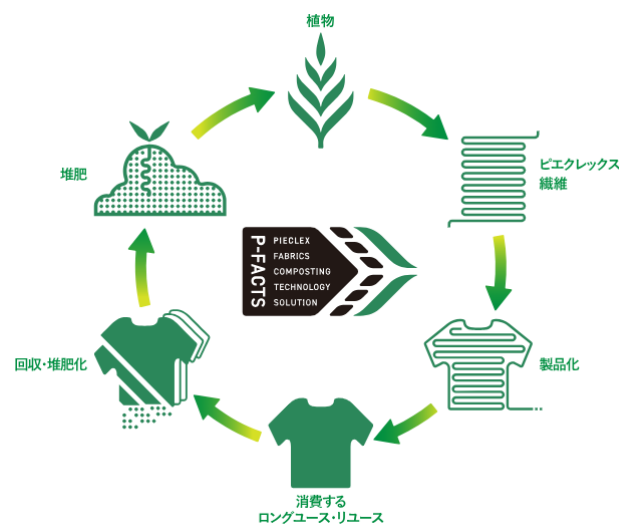 植物
ピエクレックス
繊維
製品化
消費する
ロングユース・リユース
回収・堆肥化
堆肥
P-FACTS
PIECLEX
FABRICS
COMPOSTING
TECHNOLOGY
SOLUTION